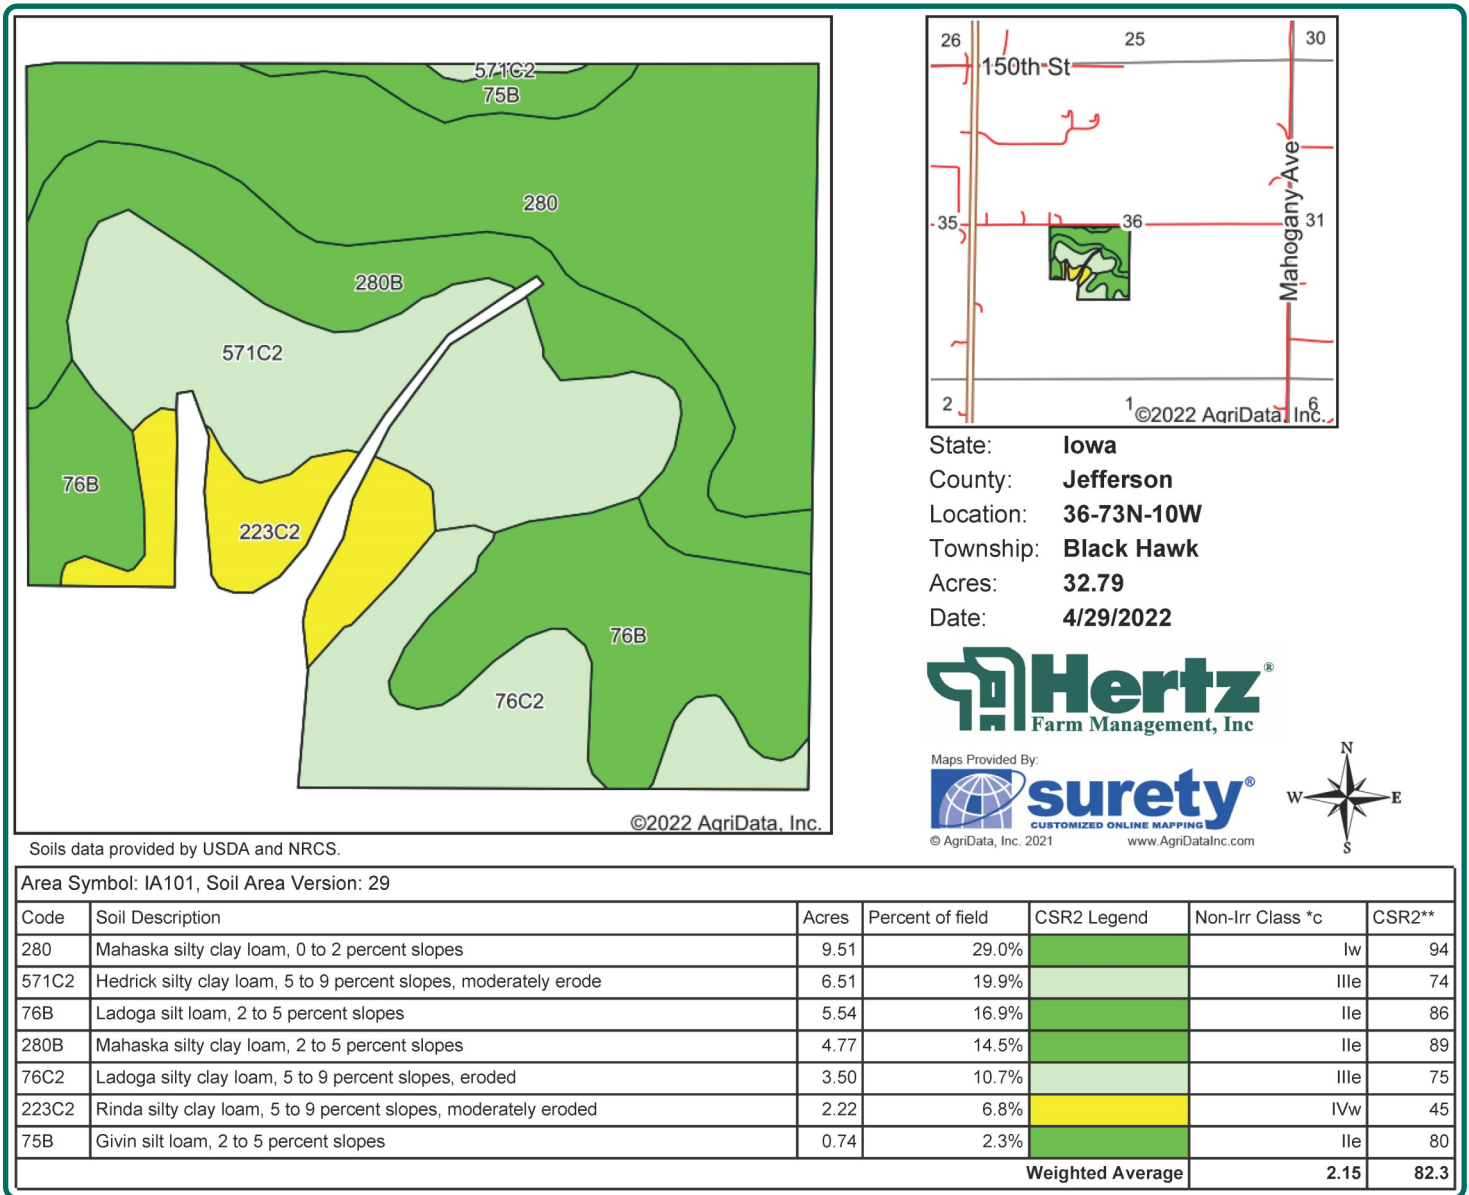 571C2
75B
280
280B
571C2
76B
223C2
76B
76C2
©2022 AgriData, Inc.
Soils data provided by USDA and NRCS.
26
25
30
150th St
35
36
31
Mahogany Ave
2
1
6
©2022 AgriData, Inc.
State: Iowa
County: Jefferson
Location: 36-73N-10W
Township: Black Hawk
Acres: 32.79
Date: 4/29/2022
Hertz®
Farm Management, Inc
Maps Provided By:
surety®
CUSTOMIZED ONLINE MAPPING
© AgriData, Inc. 2021 www.AgriDataInc.com
N
W E
S
Area Symbol: IA101, Soil Area Version: 29
Code Soil Description Acres Percent of field CSR2 Legend Non-Irr Class *c CSR2**
280 Mahaska silty clay loam, 0 to 2 percent slopes 9.51 29.0% Iw 94
571C2 Hedrick silty clay loam, 5 to 9 percent slopes, moderately erode 6.51 19.9% IIIe 74
76B Ladoga silt loam, 2 to 5 percent slopes 5.54 16.9% IIe 86
280B Mahaska silty clay loam, 2 to 5 percent slopes 4.77 14.5% IIe 89
76C2 Ladoga silty clay loam, 5 to 9 percent slopes, eroded 3.50 10.7% IIIe 75
223C2 Rinda silty clay loam, 5 to 9 percent slopes, moderately eroded 2.22 6.8% IVw 45
75B Givin silt loam, 2 to 5 percent slopes 0.74 2.3% IIe 80
Weighted Average 2.15 82.3